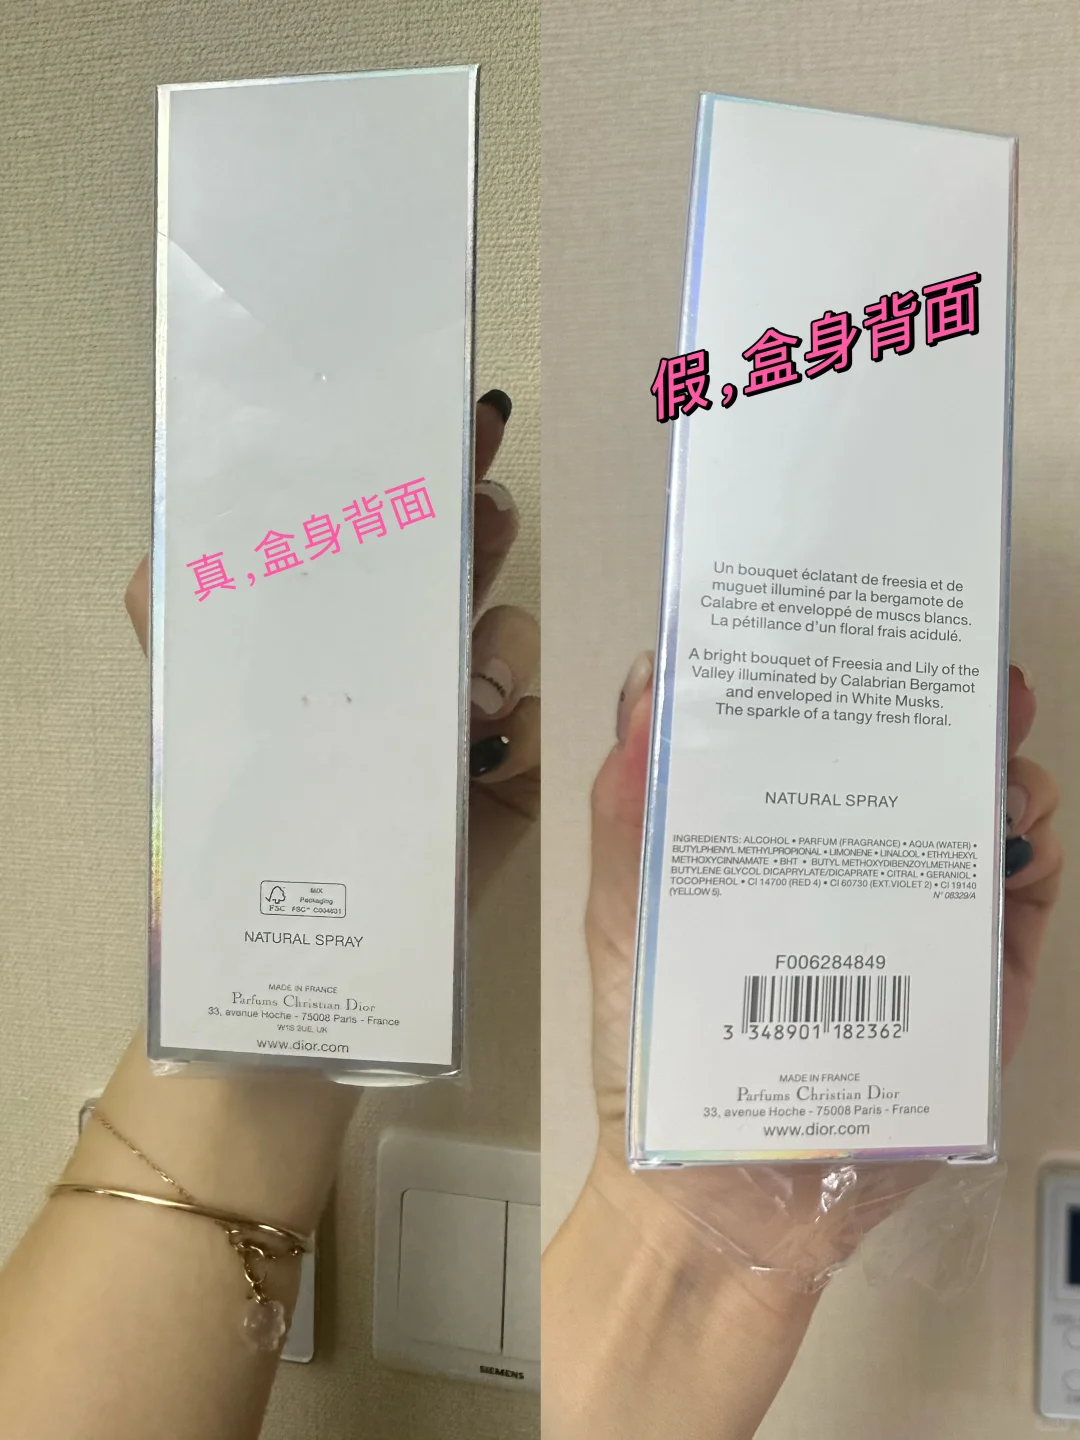 真,盒身背面
MIX
Packaging
FSC
FSC™ C004631
NATURAL SPRAY
MADE IN FRANCE
Parfums Christian Dior
33, avenue Hoche - 75008 Paris - France
W1S 3UE, UK
www.dior.com
SIEMENS
假,盒身背面
Un bouquet éclatant de freesia et de
muguet illuminé par la bergamote de
Calabre et enveloppé de muscs blancs.
La pétillance d'un floral frais acidulé.
A bright bouquet of Freesia and Lily of the
Valley illuminated by Calabrian Bergamot
and enveloped in White Musks.
The sparkle of a tangy fresh floral.
NATURAL SPRAY
INGREDIENTS: ALCOHOL • PARFUM (FRAGRANCE) • AQUA (WATER) •
BUTYLPHENYL METHYLPROPIONAL • LIMONENE • LINALOOL • ETHYLHEXYL
METHOXYCINNAMATE • BHT • BUTYL METHOXYDIBENZOYLMETHANE •
BUTYLENE GLYCOL DICAPRYLATE/DICAPRATE • CITRAL • GERANIOL •
TOCOPHEROL • CI 14700 (RED 4) • CI 60730 (EXT.VIOLET 2) • CI 19140
(YELLOW 5).
N° 08329/A
F006284849
3 348901 182362
MADE IN FRANCE
Parfums Christian Dior
33, avenue Hoche - 75008 Paris - France
www.dior.com